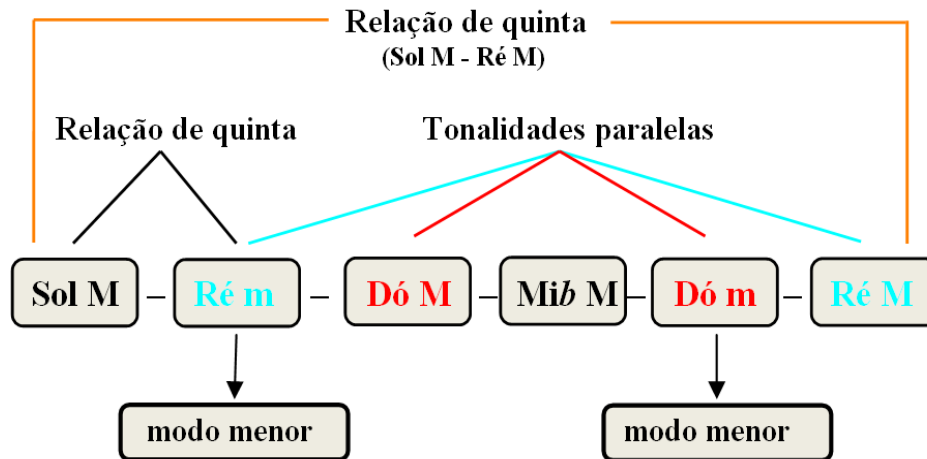 Relação de quinta
(Sol M - Ré M)
Relação de quinta Tonalidades paralelas
Sol M – Ré m – Dó M – Mib M – Dó m – Ré M
modo menor modo menor